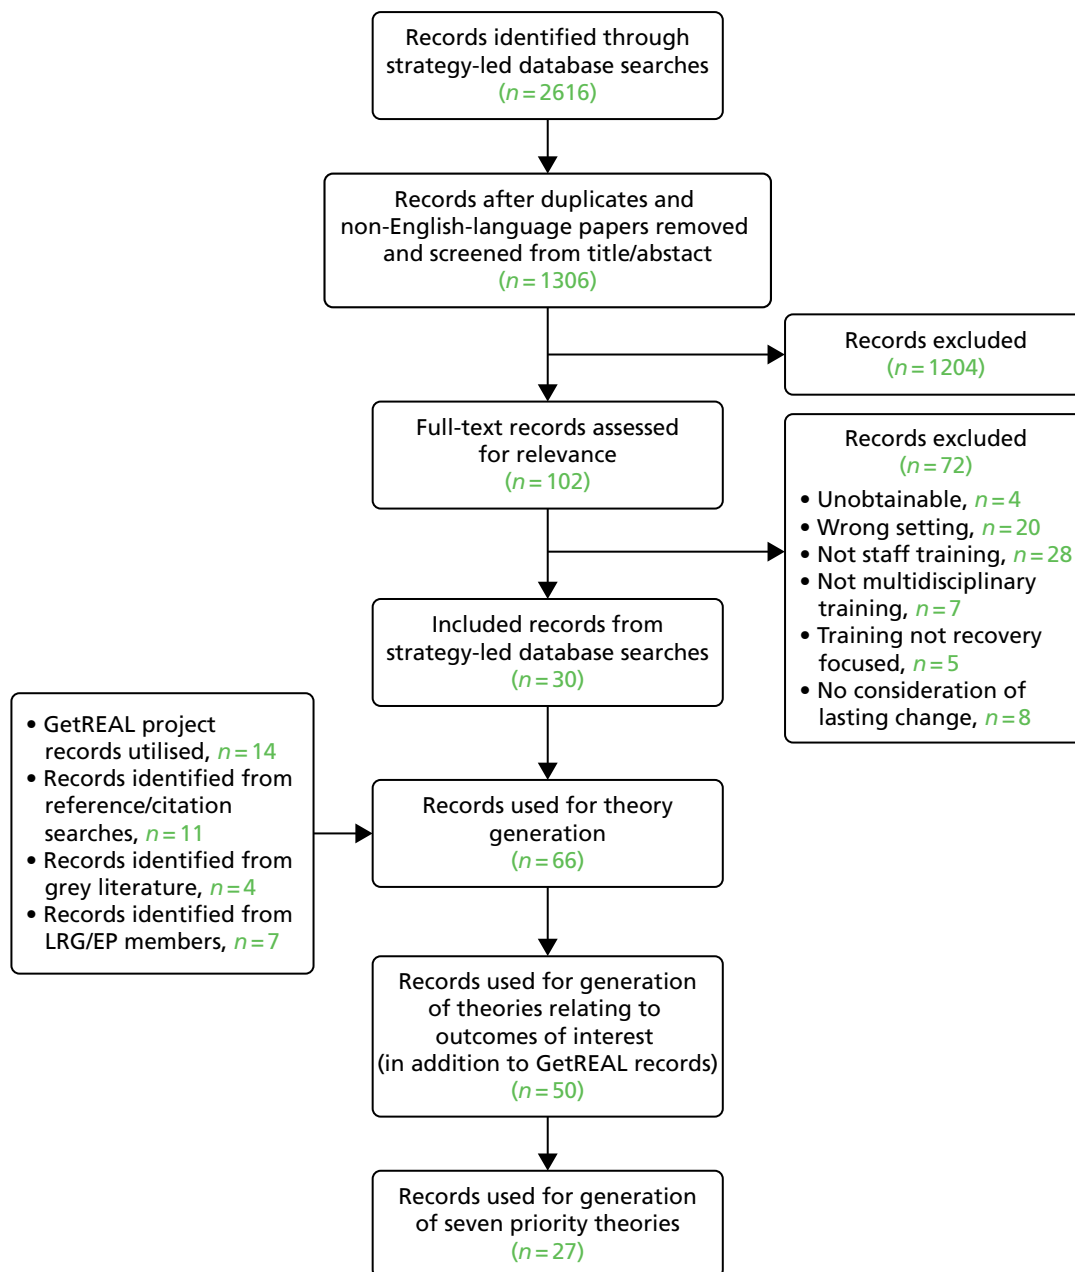 Records identified through
strategy-led database searches
(n = 2616)
Records after duplicates and
non-English-language papers removed
and screened from title/abstact
(n = 1306)
Records excluded
(n = 1204)
Full-text records assessed
for relevance
(n = 102)
Records excluded
(n = 72)
• Unobtainable, n = 4
• Wrong setting, n = 20
• Not staff training, n = 28
• Not multidisciplinary
training, n = 7
• Training not recovery
focused, n = 5
• No consideration of
lasting change, n = 8
Included records from
strategy-led database searches
(n = 30)
• GetREAL project
records utilised, n = 14
• Records identified from
reference/citation
searches, n = 11
• Records identified from
grey literature, n = 4
• Records identified from
LRG/EP members, n = 7
Records used for theory
generation
(n = 66)
Records used for generation
of theories relating to
outcomes of interest
(in addition to GetREAL records)
(n = 50)
Records used for generation
of seven priority theories
(n = 27)